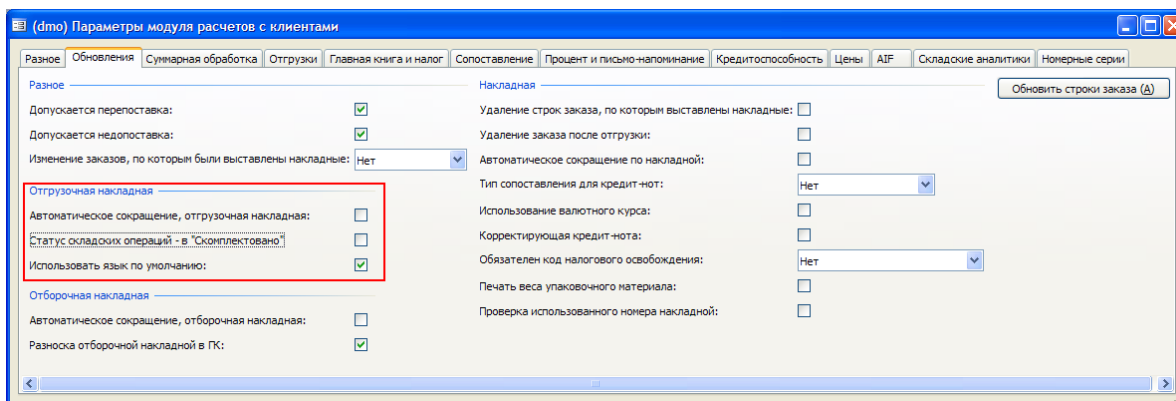 (dmo) Параметры модуля расчетов с клиентами
Разное Обновления Суммарная обработка Отгрузки Главная книга и налог Сопоставление Процент и письмо-напоминание Кредитоспособность Цены AIF Складские аналитики Номерные серии
Разное
Допускается перепоставка:
Допускается недопоставка:
Изменение заказов, по которым были выставлены накладные: Нет
Отгрузочная накладная
Автоматическое сокращение, отгрузочная накладная:
Статус складских операций - в "Скомплектовано"
Использовать язык по умолчанию:
Отборочная накладная
Автоматическое сокращение, отборочная накладная:
Разноска отборочной накладной в ГК:
Накладная
Удаление строк заказа, по которым выставлены накладные:
Удаление заказа после отгрузки:
Автоматическое сокращение по накладной:
Тип сопоставления для кредит-нот: Нет
Использование валютного курса:
Корректирующая кредит-нота:
Обязателен код налогового освобождения: Нет
Печать веса упаковочного материала:
Проверка использованного номера накладной:
Обновить строки заказа (А)